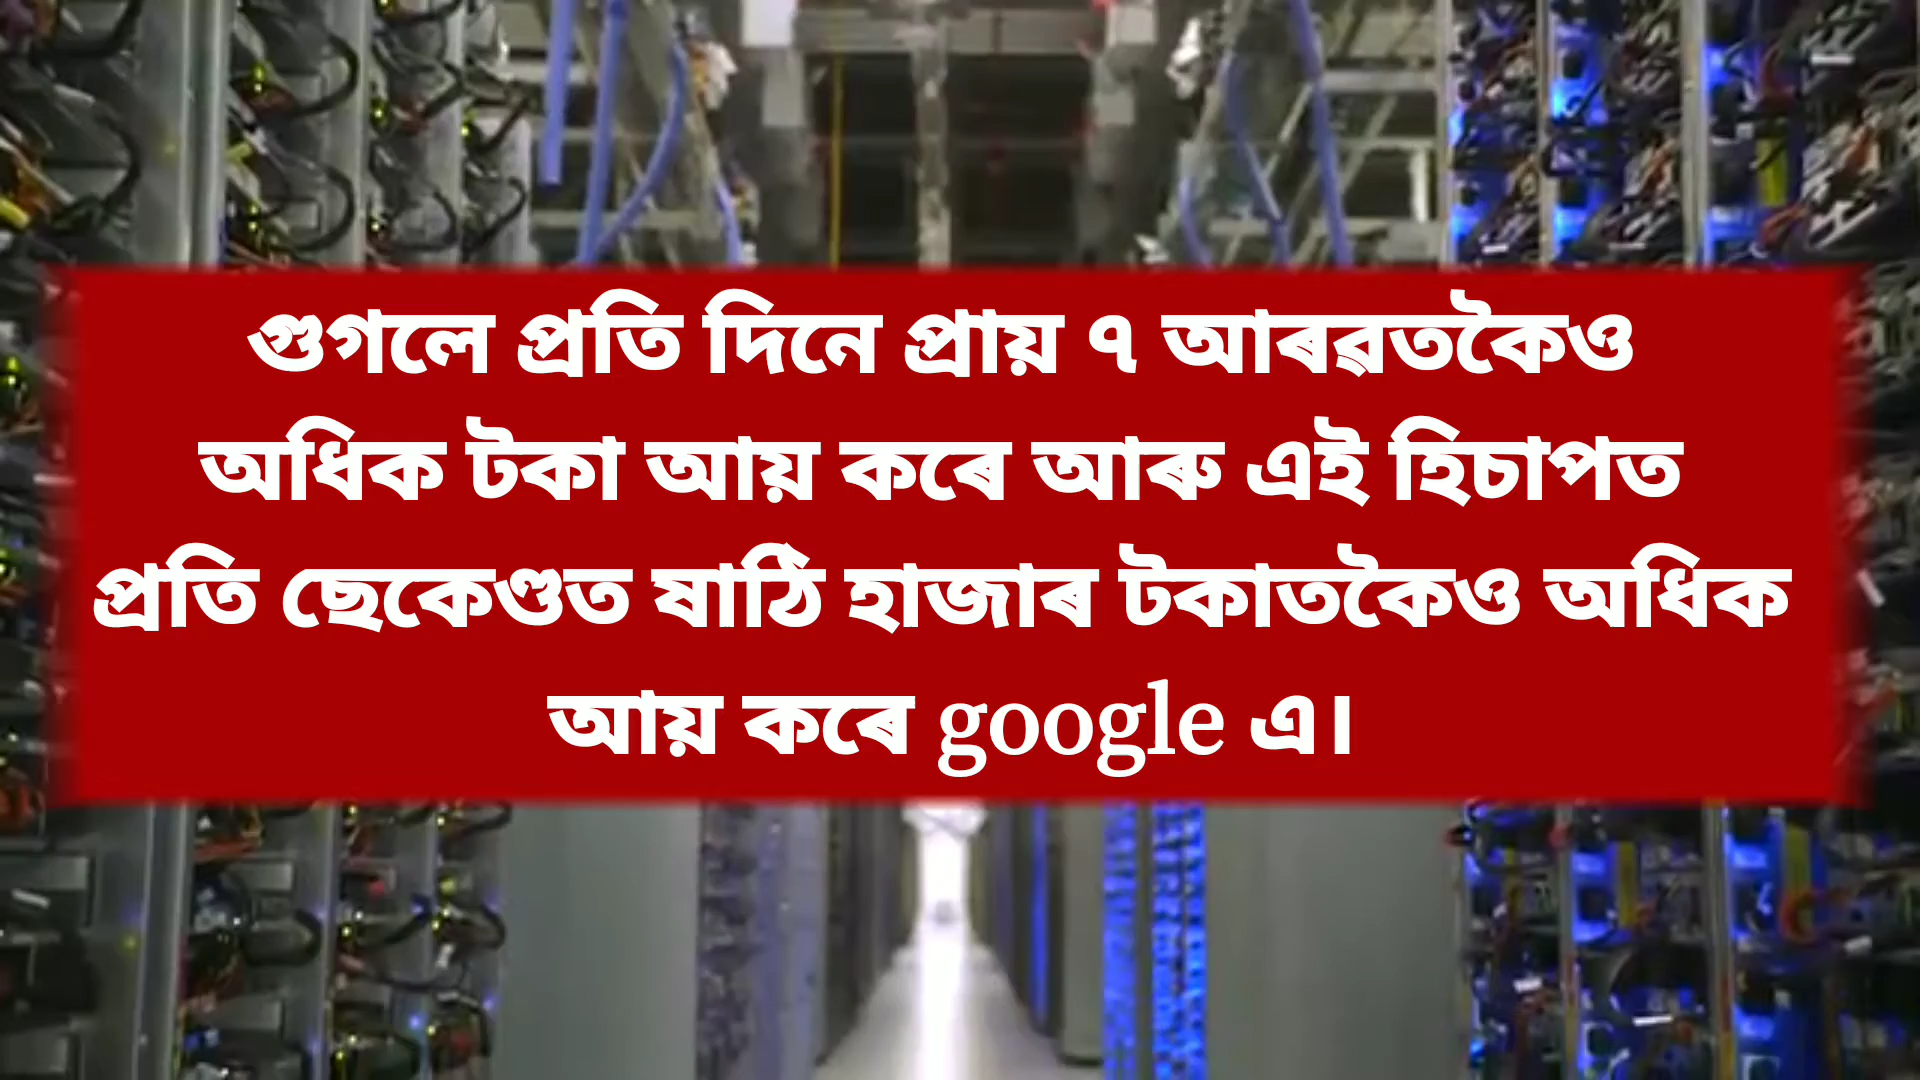 গুগলে প্ৰতি দিনে প্ৰায় ৭ আৰৱতকৈও
অধিক টকা আয় কৰে আৰু এই হিচাপত
প্ৰতি ছেকেণ্ডত ষাঠি হাজাৰ টকাতকৈও অধিক
আয় কৰে google এ।